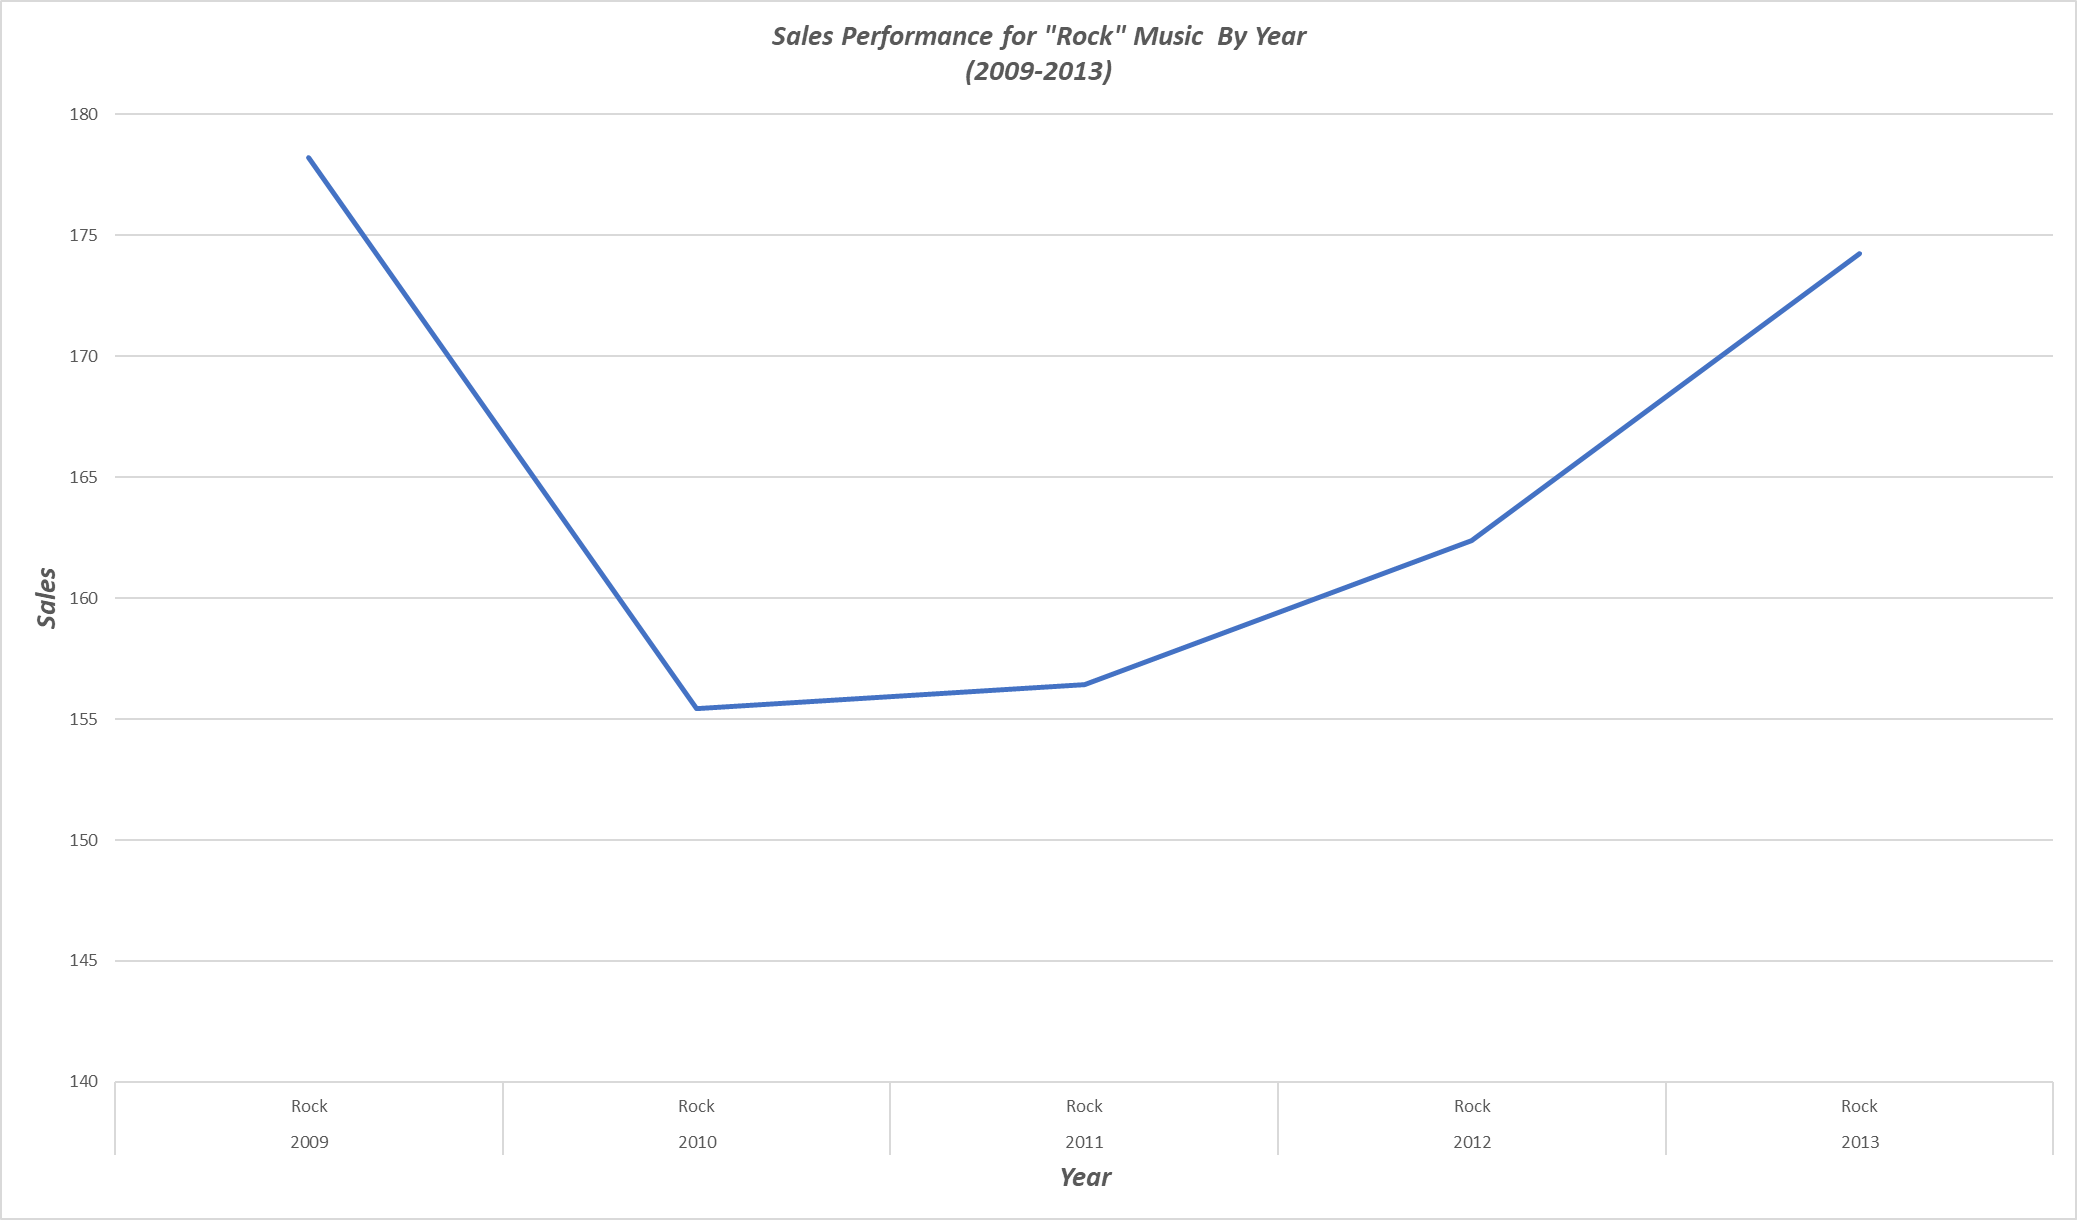 Sales Performance for "Rock" Music  By Year
(2009-2013)
180
175
170
165
160
155
150
145
140
Sales
Rock Rock Rock Rock Rock
2009 2010 2011 2012 2013
Year